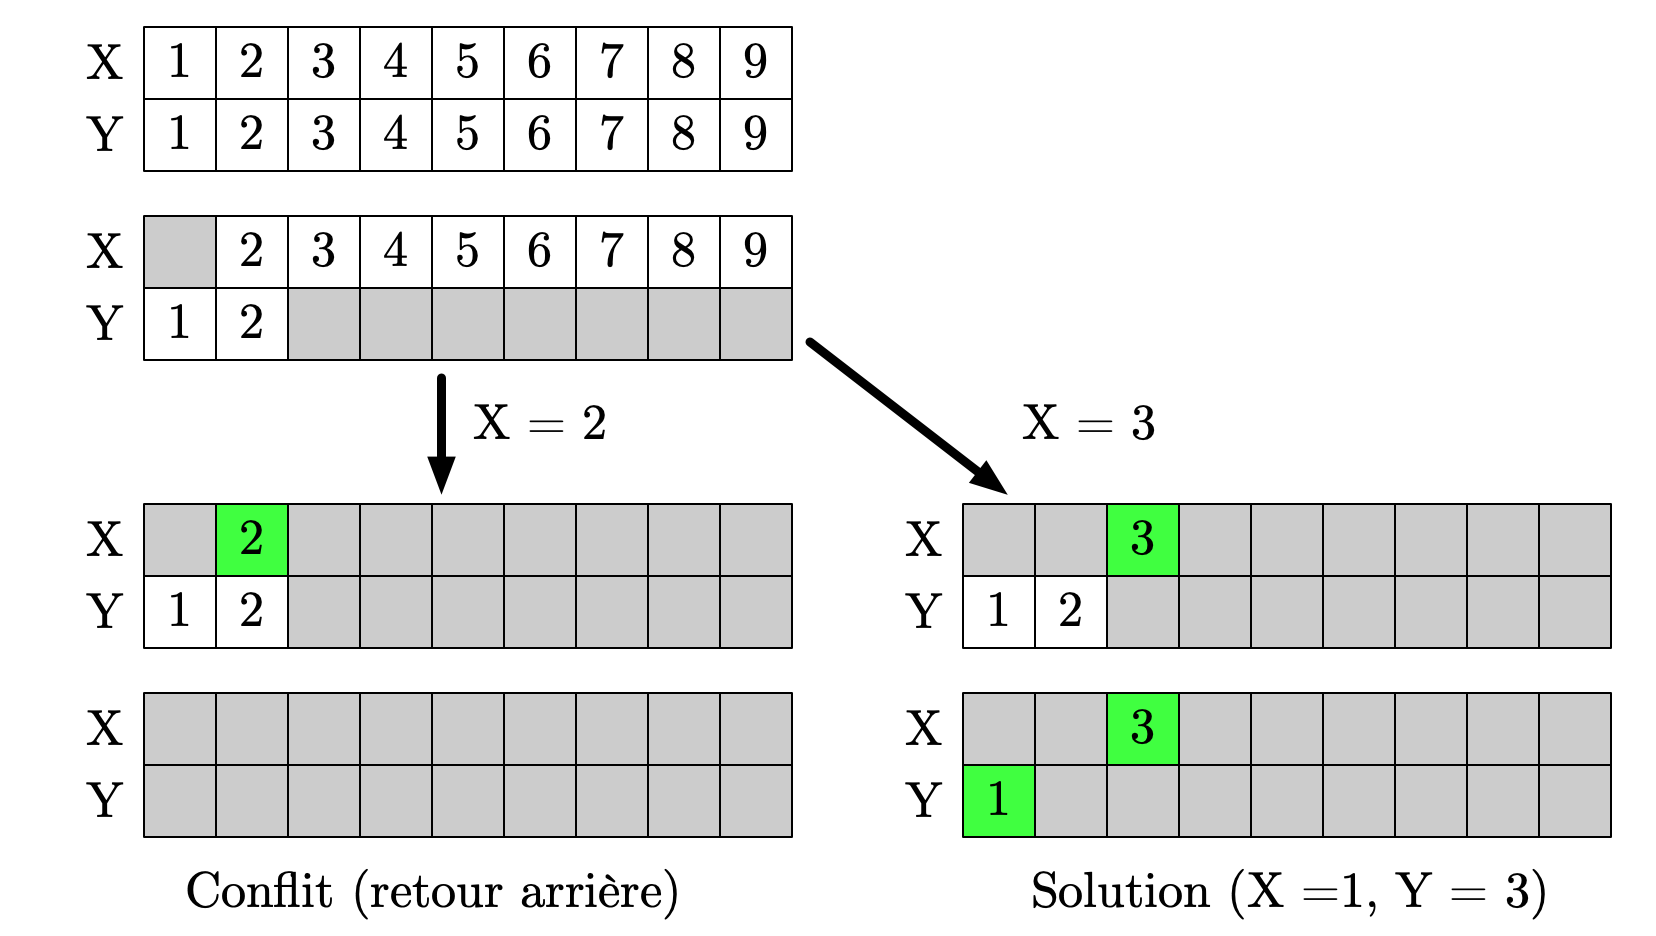 X 1 2 3 4 5 6 7 8 9
Y 1 2 3 4 5 6 7 8 9
X 2 3 4 5 6 7 8 9
Y 1 2
X = 2
X = 3
X 2
Y 1 2
X 3
Y 1 2
X
Y
X 3
Y 1
Conflit (retour arrière)
Solution (X =1, Y = 3)